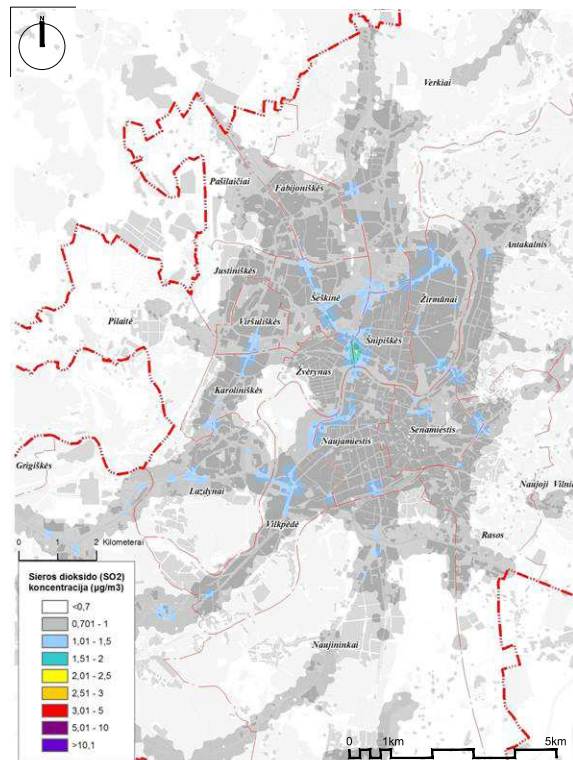 N
Verkiai
Pašilaičiai
Fabijoniškės
Antakalnis
Justiniškės
Šeškinė
Žirmūnai
Pilaitė
Viršuliškės
Šnipiškės
Žvėrynas
Karoliniškės
Naujamiestis
Senamiestis
Grigiškės
Lazdynai
Naujoji Vilni
Vilkpėdė
Rasos
0 1 2 Kilometerai
Sieros dioksido (SO2)
koncentracija (µg/m3)
<0,7
0,701 - 1
1,01 - 1,5
1,51 - 2
2,01 - 2,5
2,51 - 3
3,01 - 5
5,01 - 10
>10,1
Naujininkai
0 1km 5km